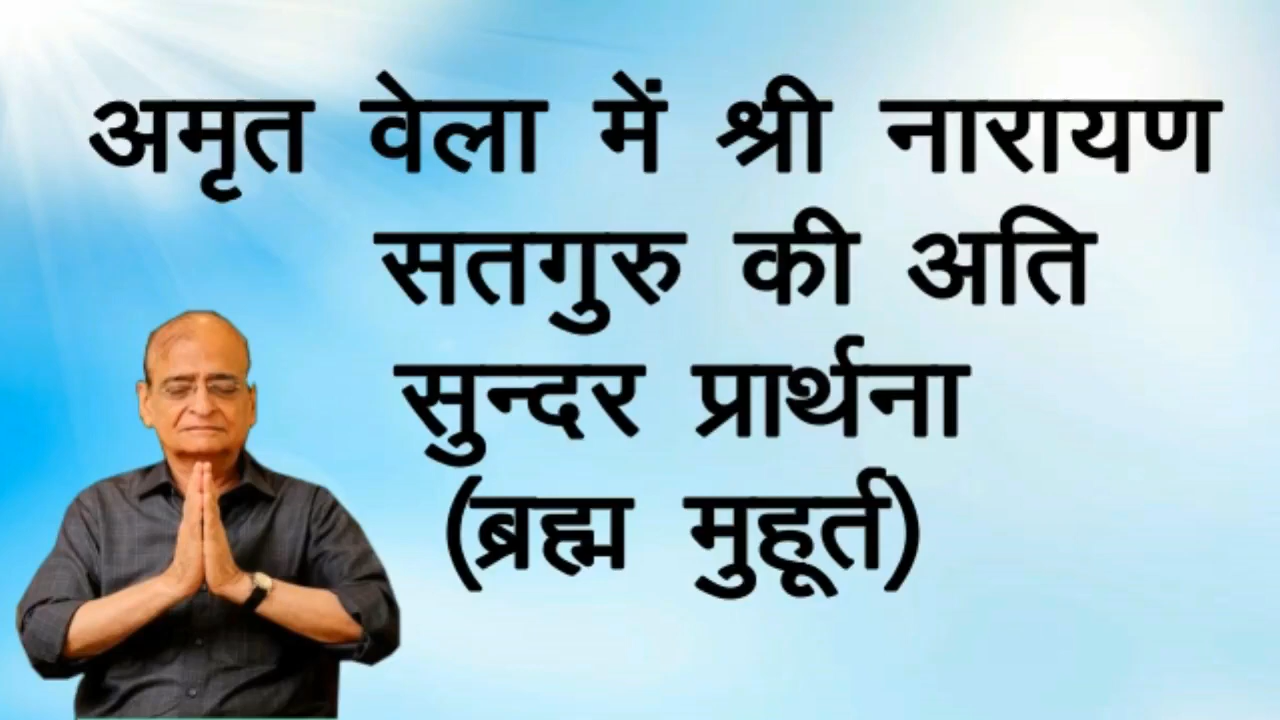 अमृत वेला में श्री नारायण
सतगुरु की अति
सुन्दर प्रार्थना
(ब्रह्म मुहूर्त)